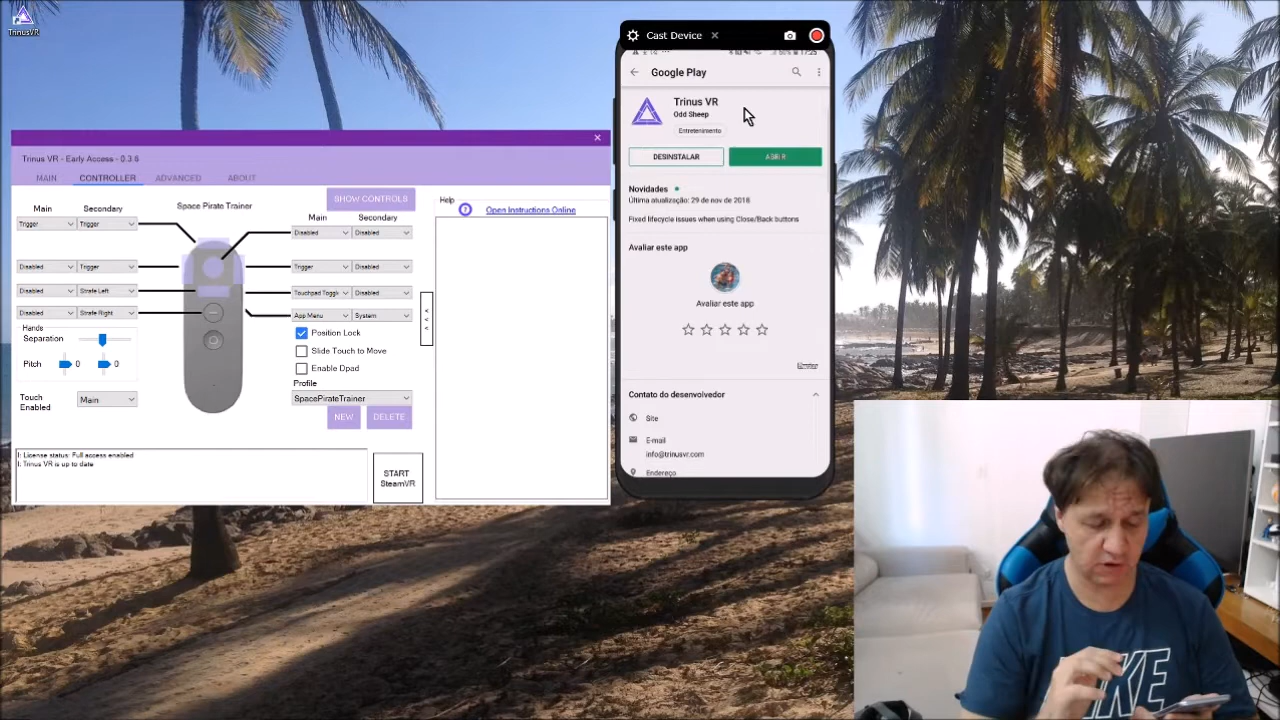 TrinusVR
Trinus VR - Early Access - 0.3.6
MAIN
CONTROLLER
ADVANCED
ABOUT
Main
Secondary
Space Pirate Trainer
SHOW CONTROLS
Main
Secondary
Trigger
Trigger
Disabled
Disabled
Disabled
Trigger
Trigger
Disabled
Disabled
Strafe Left
Touchpad Toggl
Disabled
Disabled
Strafe Right
App Menu
System
Hands
Separation
Pitch
0
0
Touch
Enabled
Main
Position Lock
Slide Touch to Move
Enable Dpad
Profile
SpacePirateTrainer
NEW
DELETE
<
<
<
I: License status: Full access enabled
I: Trinus VR is up to date
START
SteamVR
Help
Open Instructions Online
Cast Device
17:25
Google Play
Trinus VR
Odd Sheep
Entretenimento
DESINSTALAR
ABRIR
Novidades
Última atualização: 29 de nov de 2018
Fixed lifecycle issues when using Close/Back buttons
Avaliar este app
Avaliar este app
Contato do desenvolvedor
Site
E-mail
info@trinusvr.com
Endereço